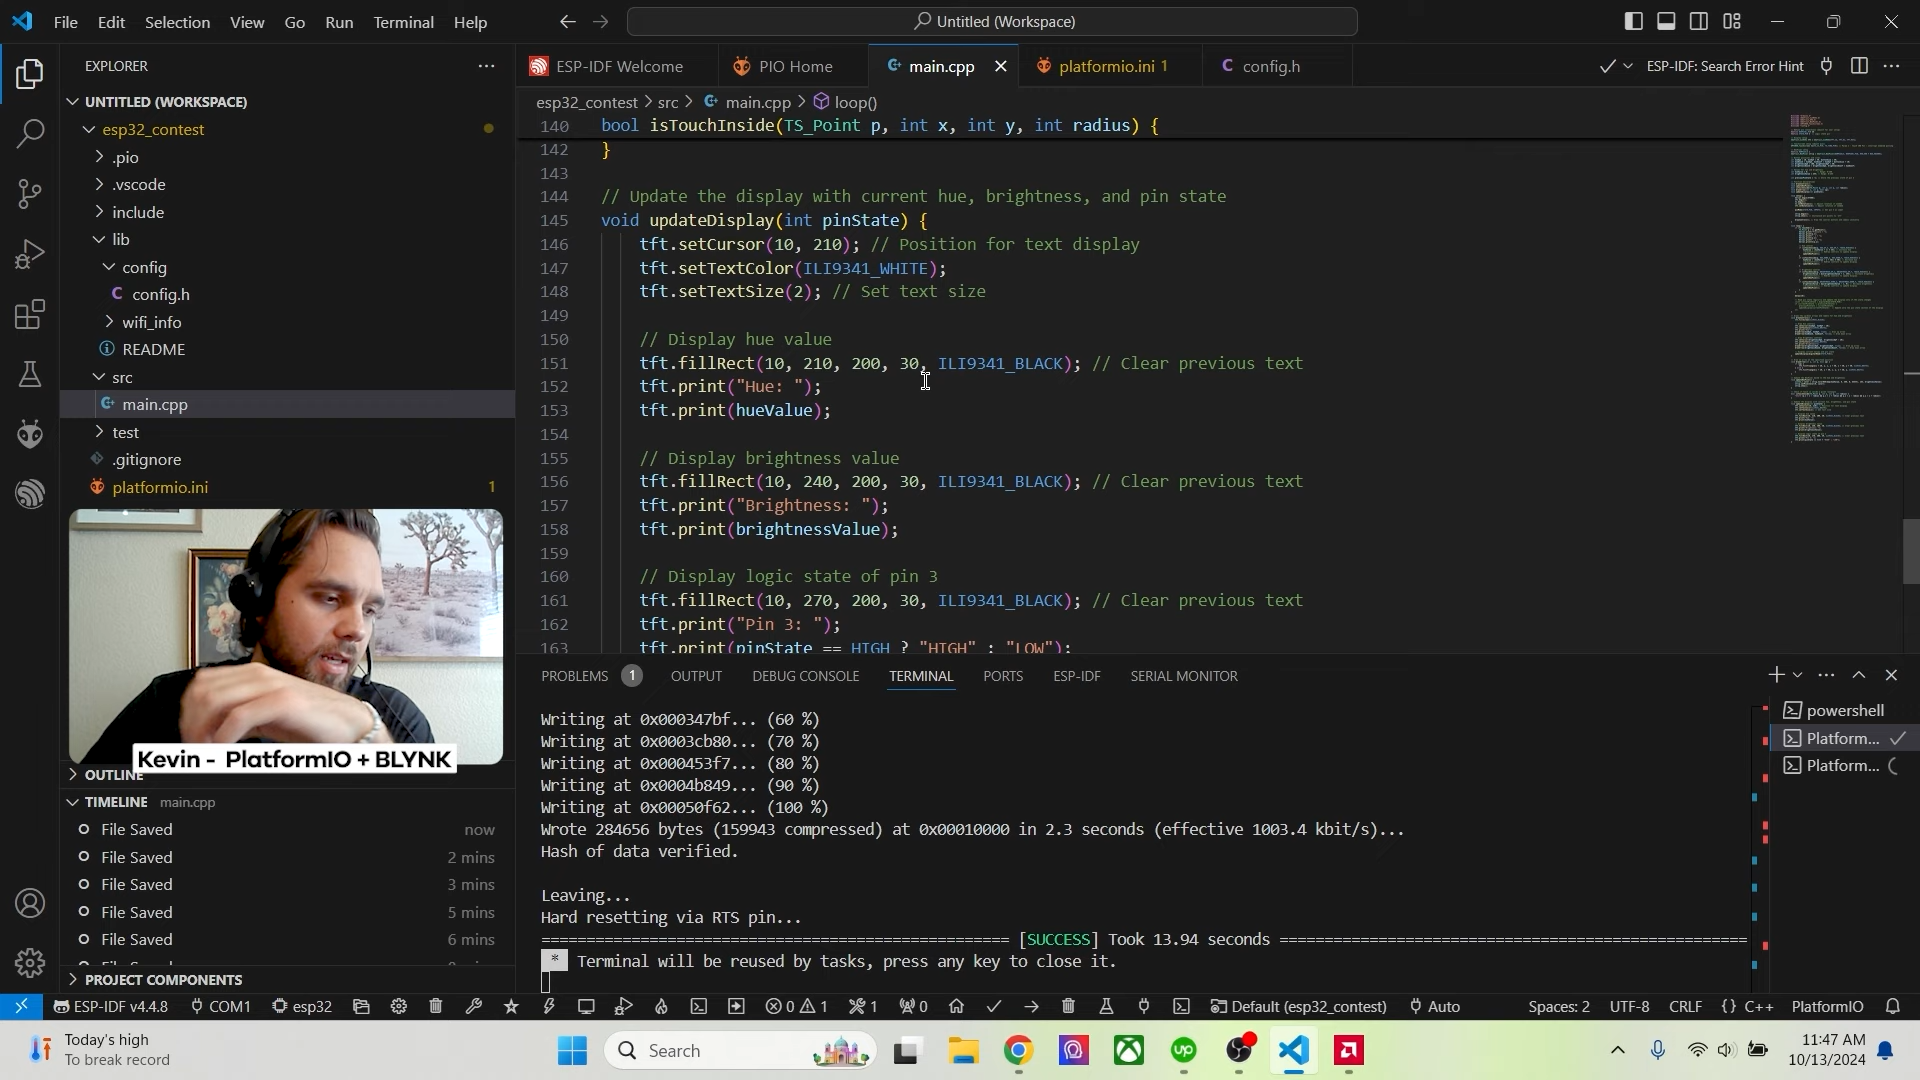 File Edit Selection View Go Run Terminal Help
Untitled (Workspace)
EXPLORER
UNTITLED (WORKSPACE)
esp32_contest
.pio
.vscode
include
lib
config
config.h
wifi_info
README
src
main.cpp
test
.gitignore
platformio.ini 1
Kevin - PlatformIO + BLYNK
OUTLINE
TIMELINE main.cpp
File Saved now
File Saved 2 mins
File Saved 3 mins
File Saved 5 mins
File Saved 6 mins
PROJECT COMPONENTS
ESP-IDF Welcome PIO Home main.cpp platformio.ini 1 config.h
ESP-IDF: Search Error Hint
esp32_contest > src > main.cpp > loop()
140 bool isTouchInside(TS_Point p, int x, int y, int radius) {
142 }
143
144 // Update the display with current hue, brightness, and pin state
145 void updateDisplay(int pinState) {
146 tft.setCursor(10, 210); // Position for text display
147 tft.setTextColor(ILI9341_WHITE);
148 tft.setTextSize(2); // Set text size
149
150 // Display hue value
151 tft.fillRect(10, 210, 200, 30, ILI9341_BLACK); // Clear previous text
152 tft.print("Hue: ");
153 tft.print(hueValue);
154
155 // Display brightness value
156 tft.fillRect(10, 240, 200, 30, ILI9341_BLACK); // Clear previous text
157 tft.print("Brightness: ");
158 tft.print(brightnessValue);
159
160 // Display logic state of pin 3
161 tft.fillRect(10, 270, 200, 30, ILI9341_BLACK); // Clear previous text
162 tft.print("Pin 3: ");
163 tft.print(pinState == HIGH ? "HIGH" : "LOW");
PROBLEMS 1 OUTPUT DEBUG CONSOLE TERMINAL PORTS ESP-IDF SERIAL MONITOR
Writing at 0x000347bf... (60 %)
Writing at 0x0003cb80... (70 %)
Writing at 0x000453f7... (80 %)
Writing at 0x0004b849... (90 %)
Writing at 0x00050f62... (100 %)
Wrote 284656 bytes (159943 compressed) at 0x00010000 in 2.3 seconds (effective 1003.4 kbit/s)...
Hash of data verified.
Leaving...
Hard resetting via RTS pin...
[SUCCESS] Took 13.94 seconds
* Terminal will be reused by tasks, press any key to close it.
powershell
Platform...
Platform...
ESP-IDF v4.4.8 COM1 esp32 0 1 1 0 Default (esp32_contest) Auto Spaces: 2 UTF-8 CRLF {} C++ PlatformIO
Today's high
To break record
Search
up
11:47 AM
10/13/2024